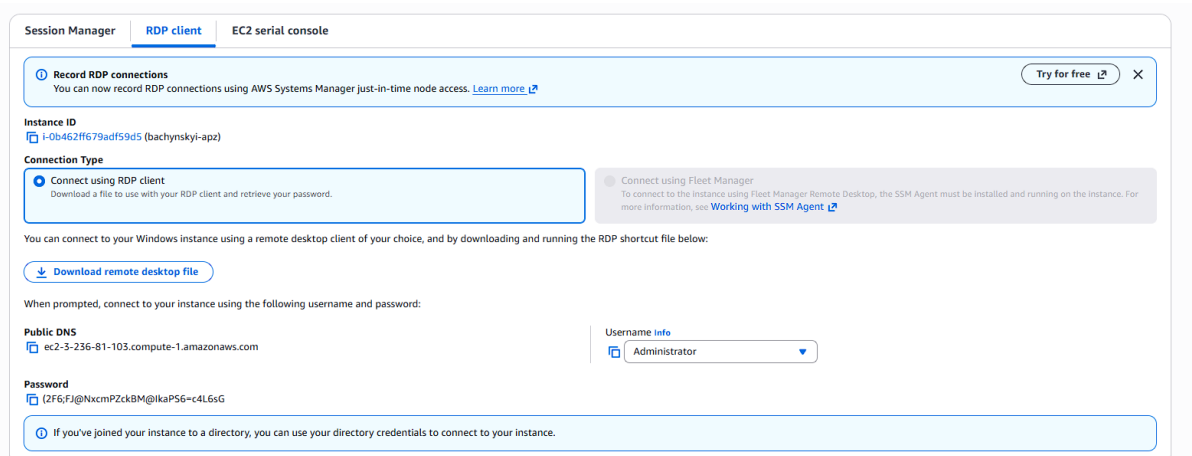 Session Manager
RDP client
EC2 serial console
Record RDP connections
You can now record RDP connections using AWS Systems Manager just-in-time node access. Learn more
Try for free
Instance ID
i-0b462ff679adf59d5 (bachynskyi-apz)
Connection Type
Connect using RDP client
Download a file to use with your RDP client and retrieve your password.
Connect using Fleet Manager
To connect to the instance using Fleet Manager Remote Desktop, the SSM Agent must be installed and running on the instance. For
more information, see Working with SSM Agent
You can connect to your Windows instance using a remote desktop client of your choice, and by downloading and running the RDP shortcut file below:
Download remote desktop file
When prompted, connect to your instance using the following username and password:
Public DNS
ec2-3-236-81-103.compute-1.amazonaws.com
Username Info
Administrator
Password
(2F6;FJ@NxcmPZckBM@IkaPS6=c4L6sG
If you've joined your instance to a directory, you can use your directory credentials to connect to your instance.